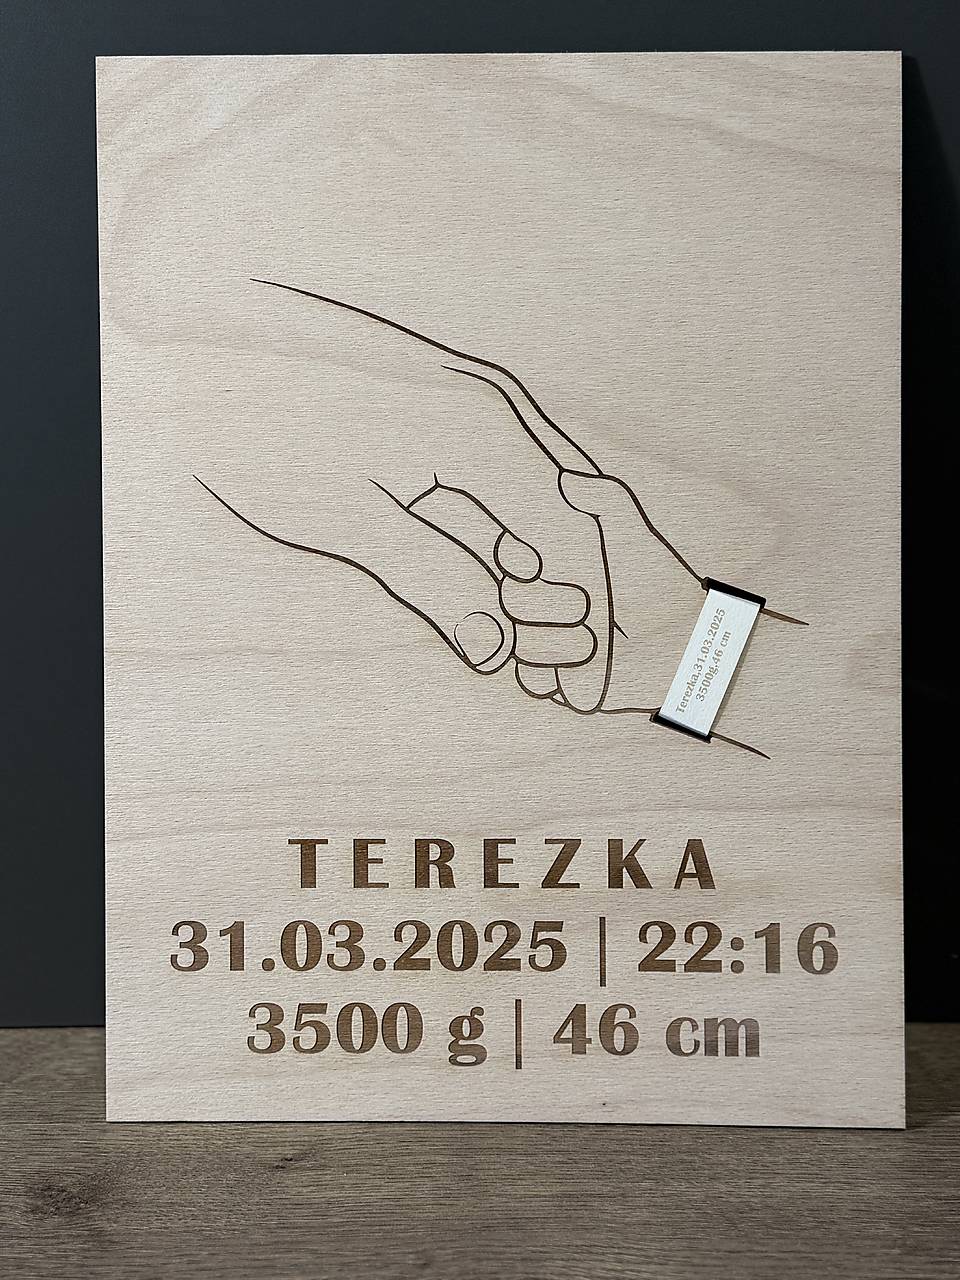 Terezka,31.03.2025
3500g,46 cm
TEREZKA
31.03.2025 | 22:16
3500 g | 46 cm